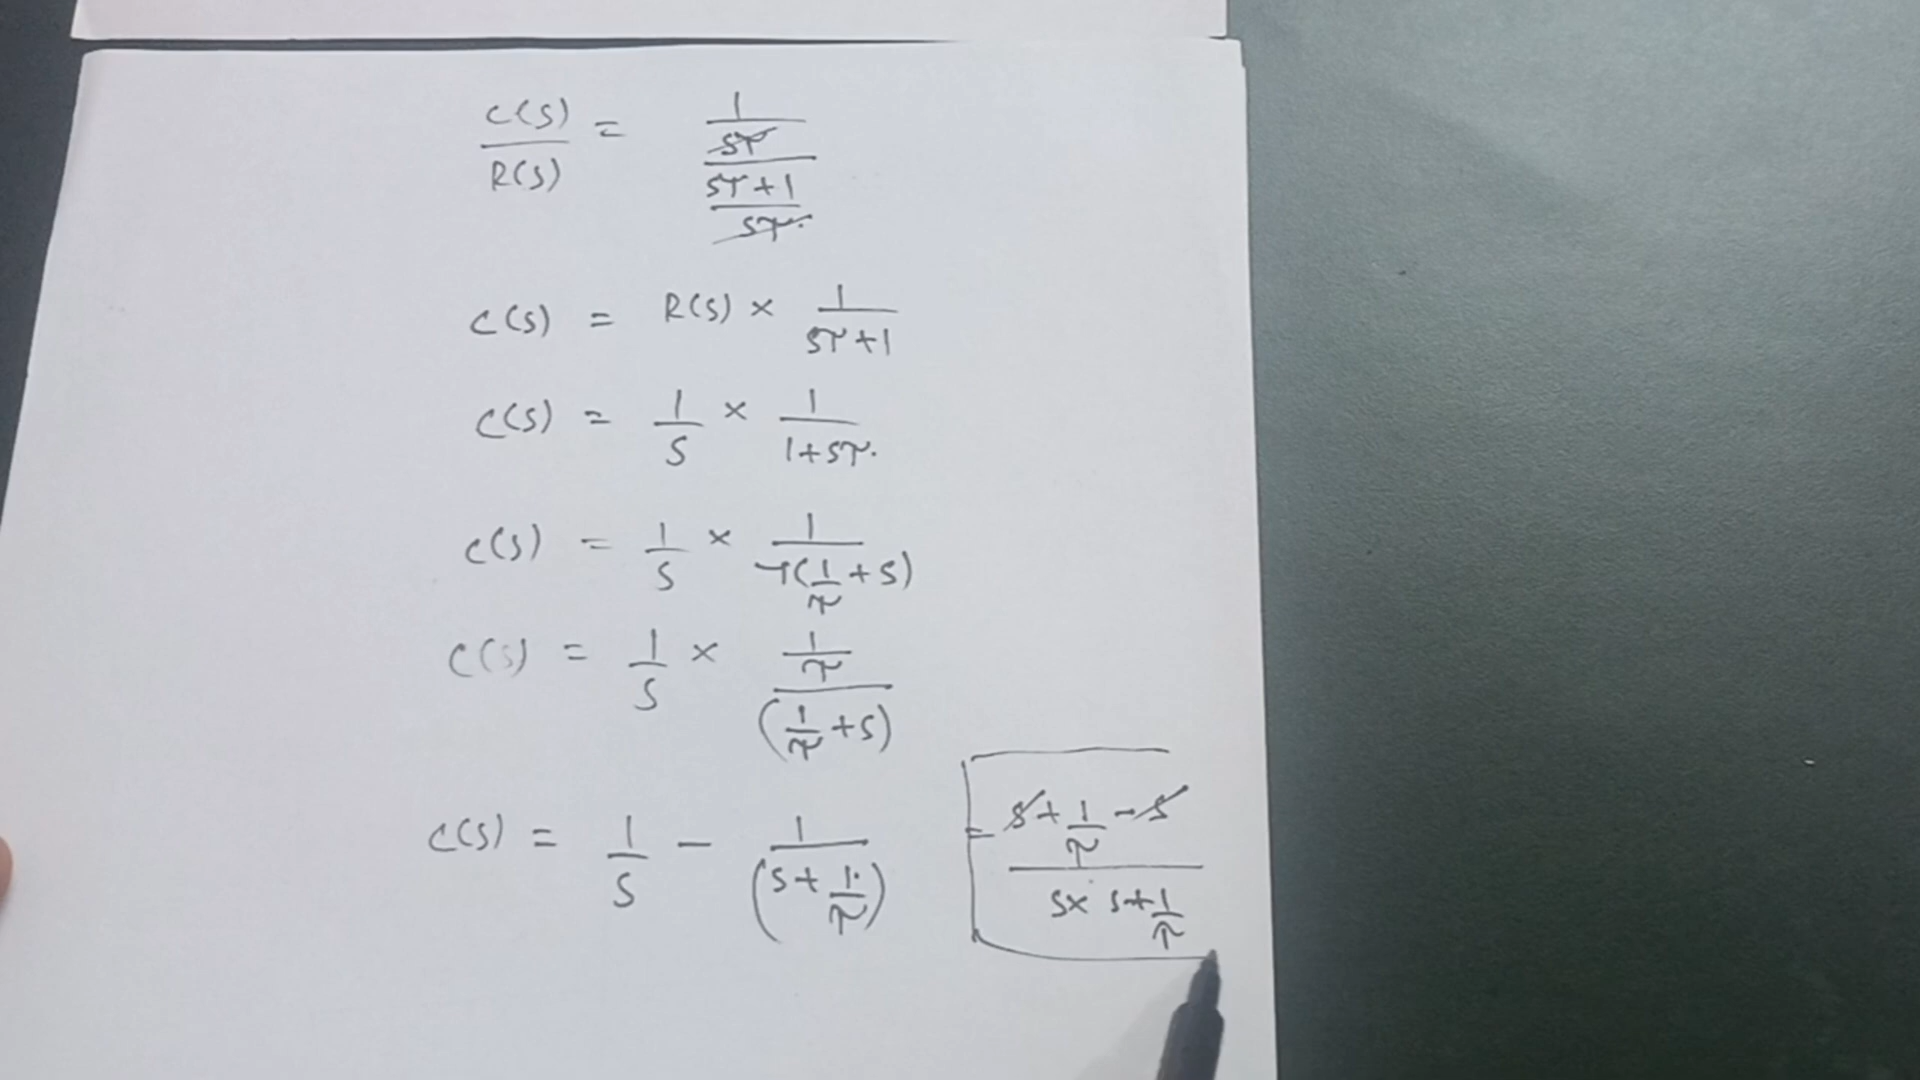 C(S)/R(S) = (1/sτ)/((sτ+1)/sτ)
C(S) = R(S) × 1/(sτ+1)
C(S) = 1/S × 1/(1+sτ)
C(S) = 1/S × 1/(τ(1/τ+s))
C(S) = 1/S × (1/τ)/((1/τ+s))
C(S) = 1/S − 1/(s+1/τ)
= (s+1/τ−s)/(s× s+1/τ)